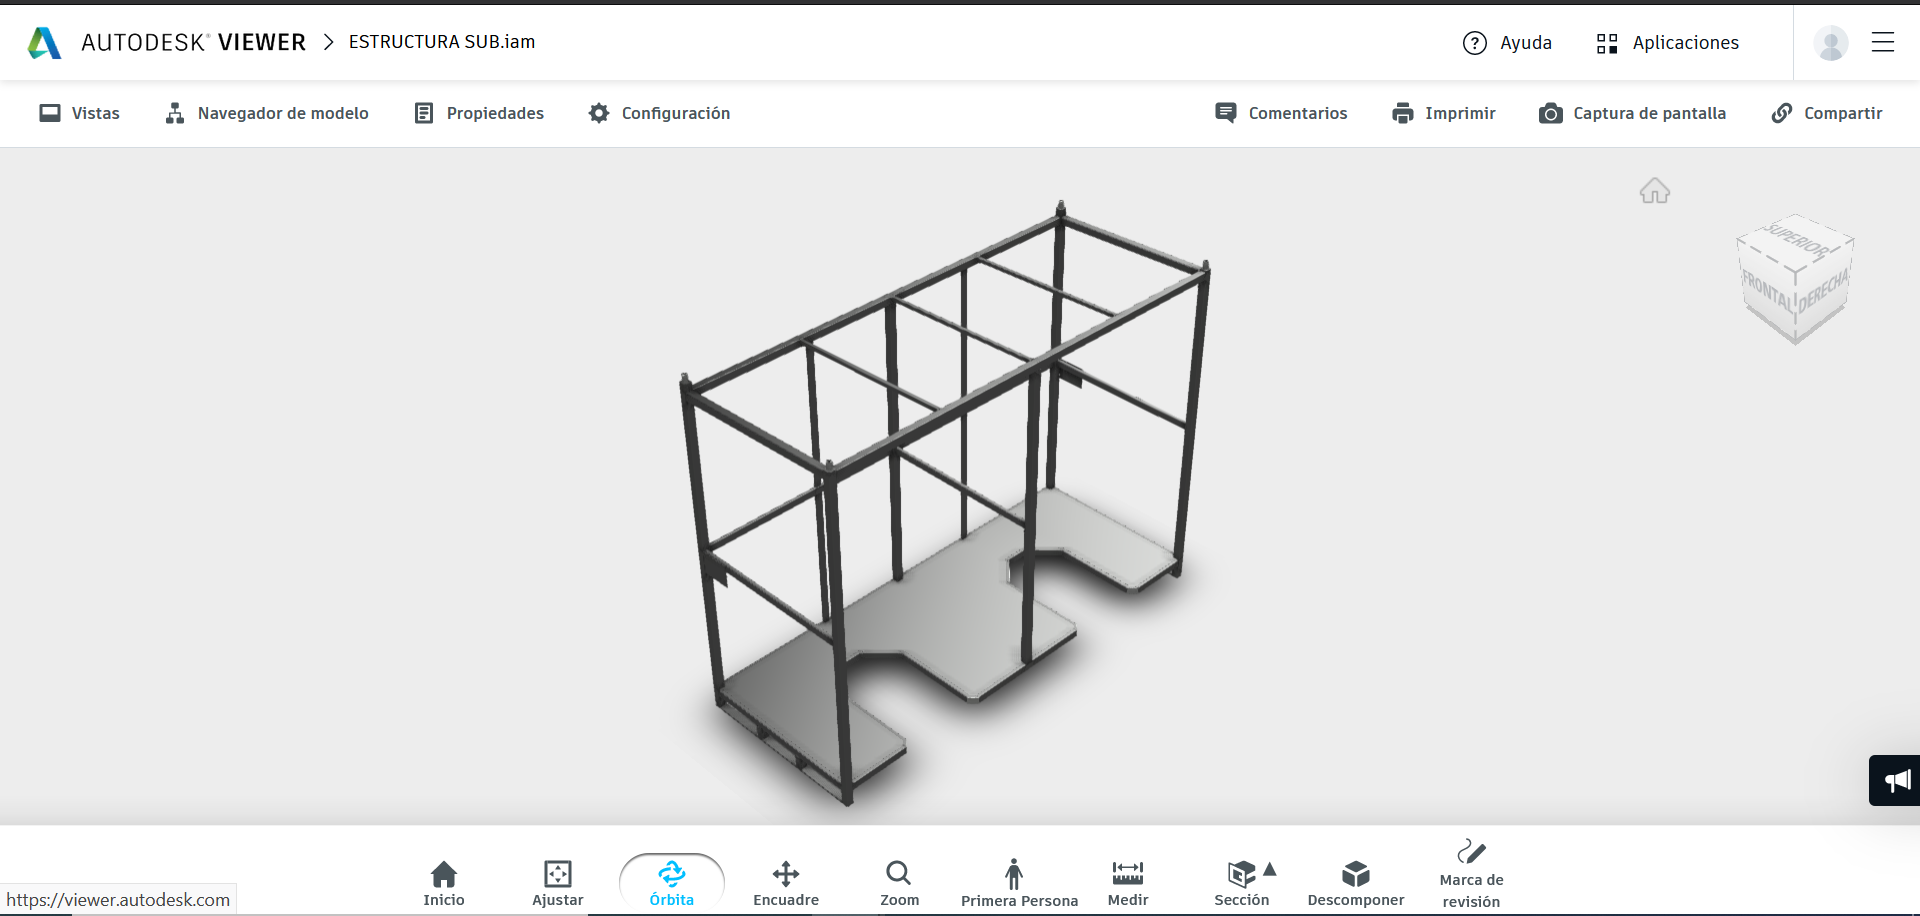 AUTODESK® VIEWER > ESTRUCTURA SUB.iam
Ayuda
Aplicaciones
Vistas
Navegador de modelo
Propiedades
Configuración
Comentarios
Imprimir
Captura de pantalla
Compartir
SUPERIOR
FRONTAL
DERECHA
Inicio
Ajustar
Órbita
Encuadre
Zoom
Primera Persona
Medir
Sección
Descomponer
Marca de
revisión
https://viewer.autodesk.com